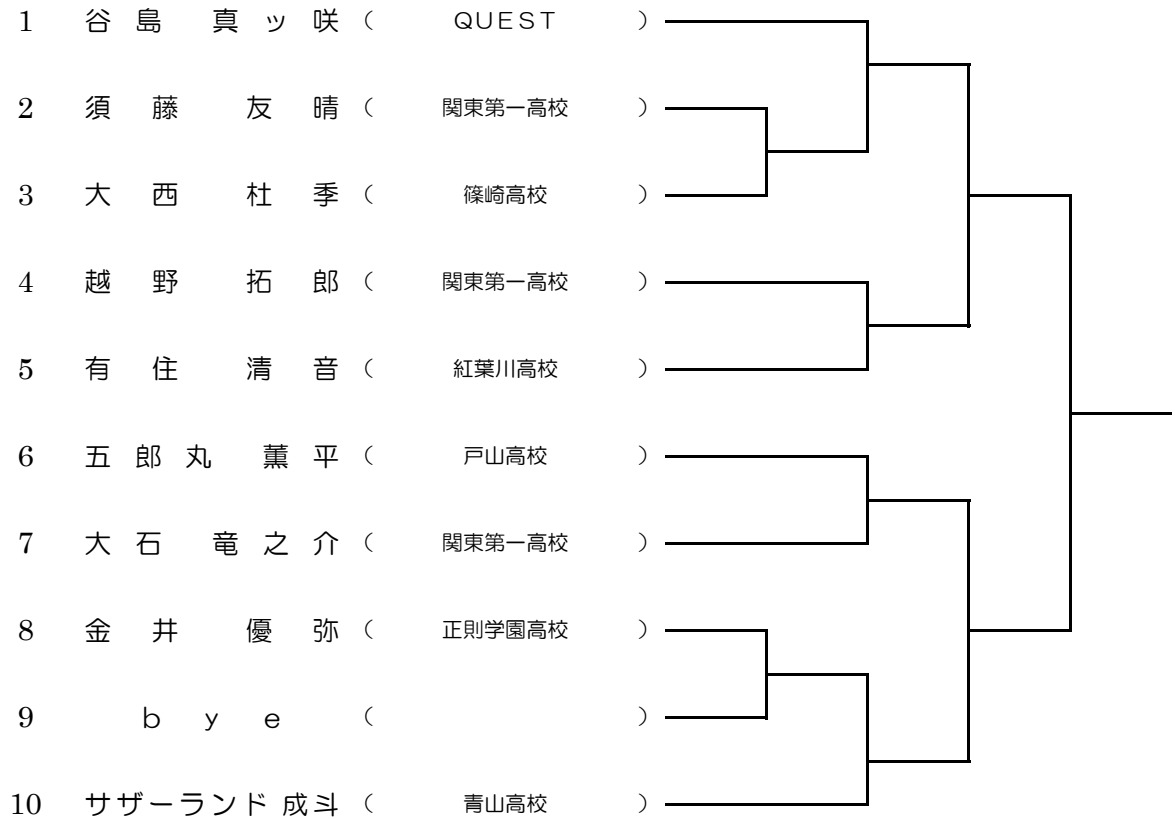 1 谷島 真ッ咲 （ ＱＵＥＳＴ ）
2 須藤 友晴 （ 関東第一高校 ）
3 大西 杜季 （ 篠崎高校 ）
4 越野 拓郎 （ 関東第一高校 ）
5 有住 清音 （ 紅葉川高校 ）
6 五郎丸 薫平 （ 戸山高校 ）
7 大石 竜之介 （ 関東第一高校 ）
8 金井 優弥 （ 正則学園高校 ）
9 ｂｙｅ （ ）
10 サザーランド 成斗 （ 青山高校 ）